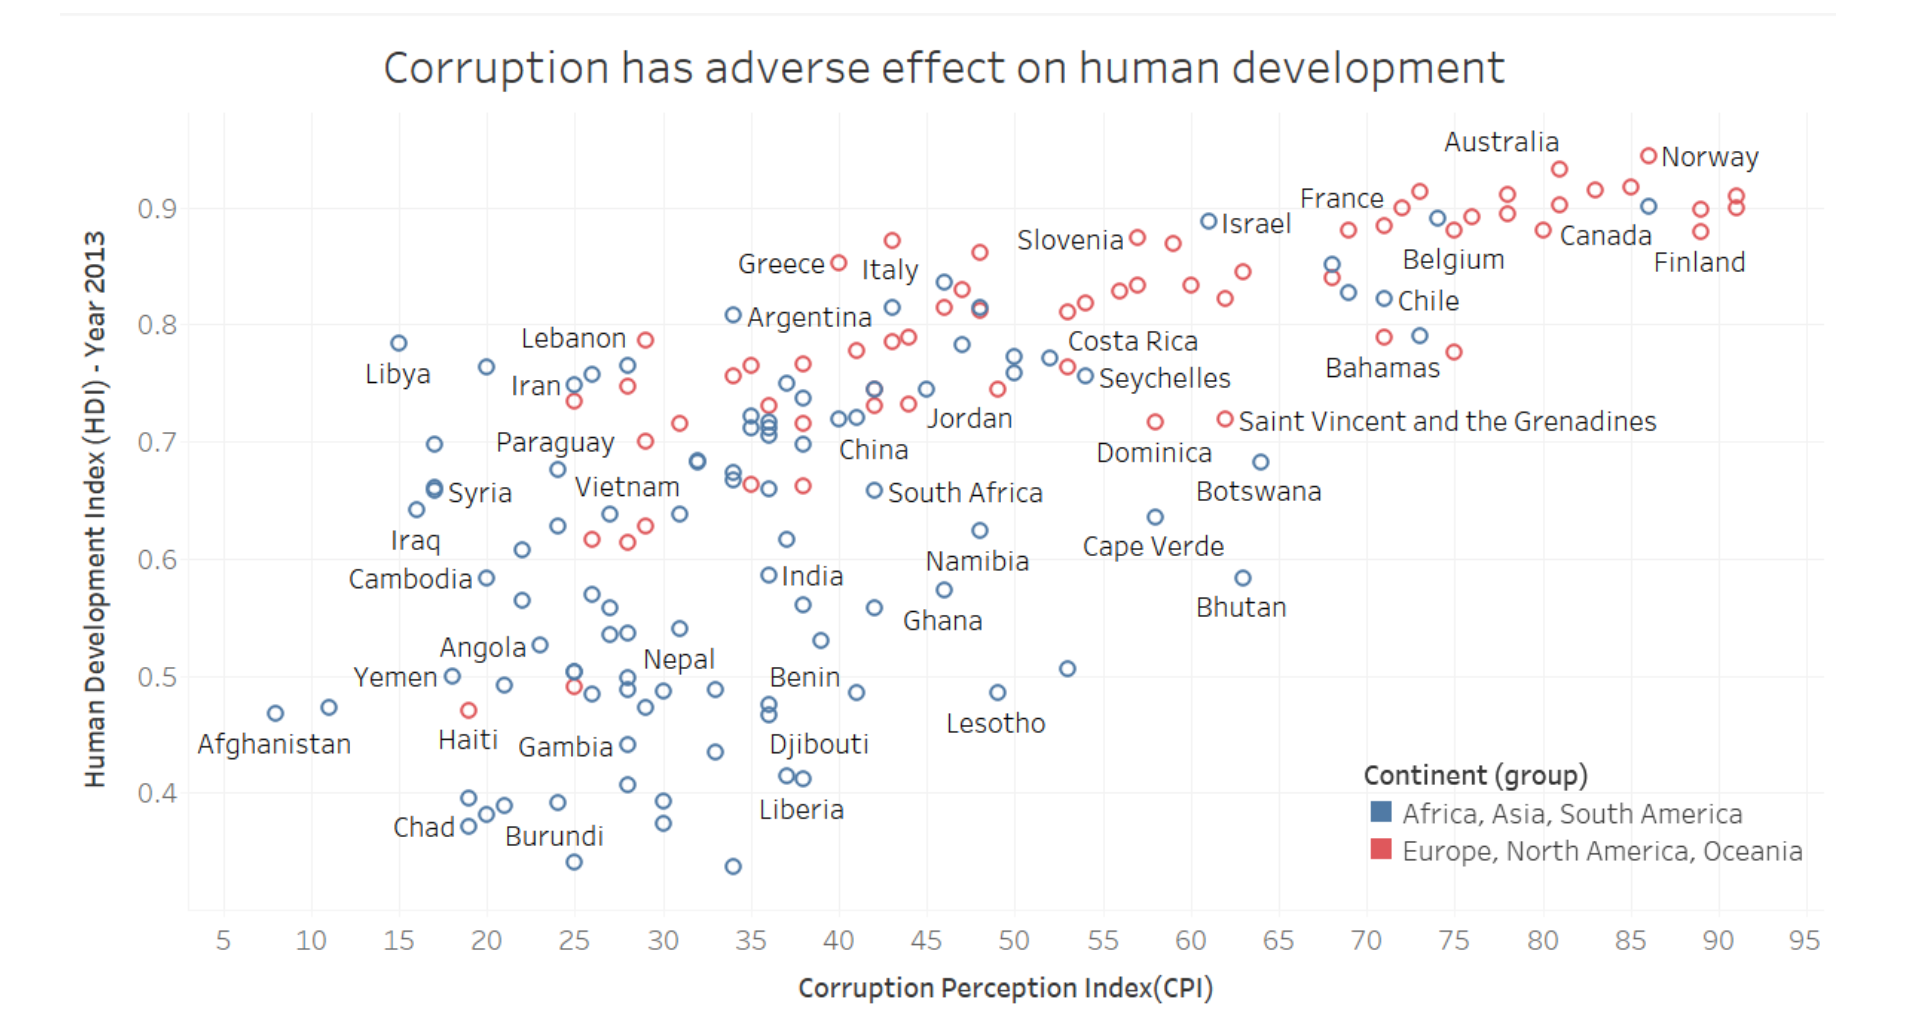 Corruption has adverse effect on human development
Human Development Index (HDI) - Year 2013
0.9
0.8
0.7
0.6
0.5
0.4
Australia
Norway
France
Israel
Slovenia
Canada
Belgium
Finland
Greece
Italy
Chile
Argentina
Lebanon
Costa Rica
Libya
Iran
Bahamas
Seychelles
Jordan
Saint Vincent and the Grenadines
Paraguay
China
Dominica
Syria
Vietnam
South Africa
Botswana
Iraq
Cape Verde
Namibia
Cambodia
India
Bhutan
Ghana
Angola
Nepal
Yemen
Benin
Lesotho
Afghanistan
Haiti
Gambia
Djibouti
Liberia
Chad
Burundi
Continent (group)
Africa, Asia, South America
Europe, North America, Oceania
5 10 15 20 25 30 35 40 45 50 55 60 65 70 75 80 85 90 95
Corruption Perception Index(CPI)